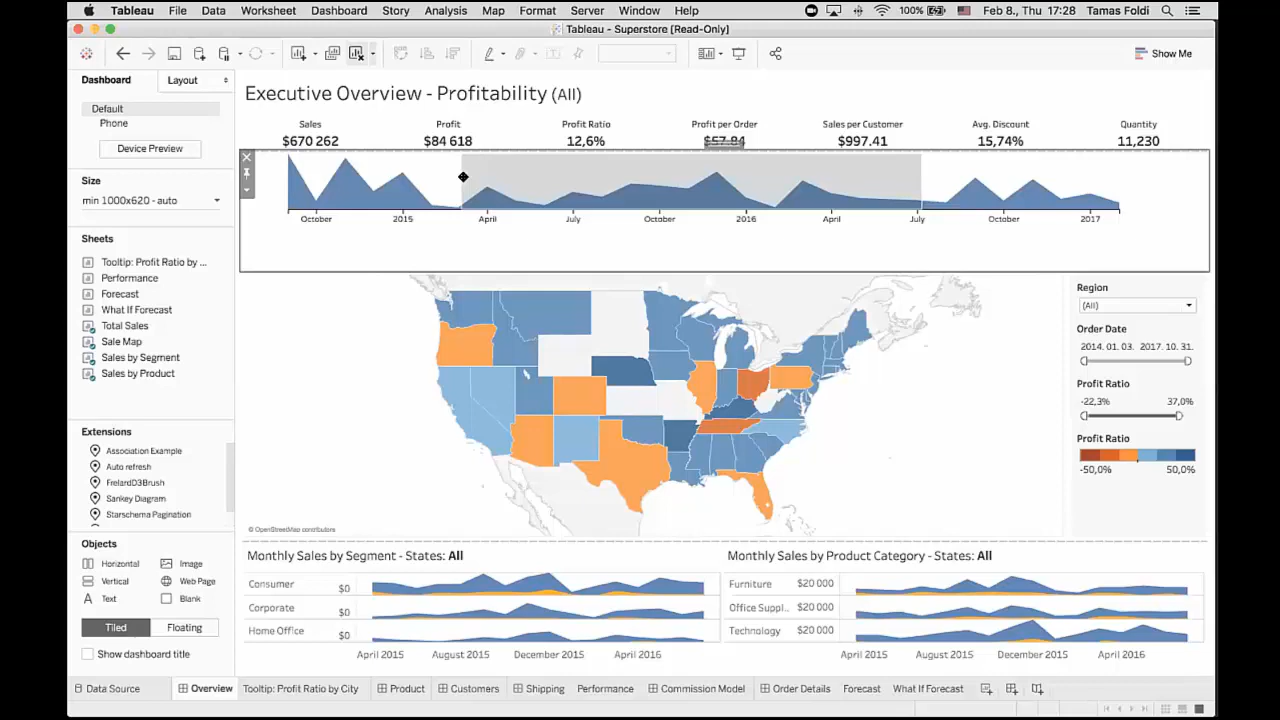 Tableau File Data Worksheet Dashboard Story Analysis Map Format Server Window Help 100% Feb 8., Thu 17:28 Tamas Foldi
Tableau - Superstore [Read-Only]
Show Me
Dashboard Layout
Default
Phone
Device Preview
Size
min 1000x620 - auto
Sheets
Tooltip: Profit Ratio by ...
Performance
Forecast
What If Forecast
Total Sales
Sale Map
Sales by Segment
Sales by Product
Extensions
Association Example
Auto refresh
FrelardD3Brush
Sankey Diagram
Starschema Pagination
Objects
Horizontal Image
Vertical Web Page
Text Blank
Tiled Floating
Show dashboard title
Executive Overview - Profitability (All)
Sales Profit Profit Ratio Profit per Order Sales per Customer Avg. Discount Quantity
$670 262 $84 618 12,6% $57.84 $997.41 15,74% 11,230
October 2015 April July October 2016 April July October 2017
Region
(All)
Order Date
2014. 01. 03. 2017. 10. 31.
Profit Ratio
-22,3% 37,0%
Profit Ratio
-50,0% 50,0%
© OpenStreetMap contributors
Monthly Sales by Segment - States: All
Consumer $0
Corporate $0
Home Office $0
April 2015 August 2015 December 2015 April 2016
Monthly Sales by Product Category - States: All
Furniture $20 000
Office Suppl.. $20 000
Technology $20 000
April 2015 August 2015 December 2015 April 2016
Data Source Overview Tooltip: Profit Ratio by City Product Customers Shipping Performance Commission Model Order Details Forecast What If Forecast